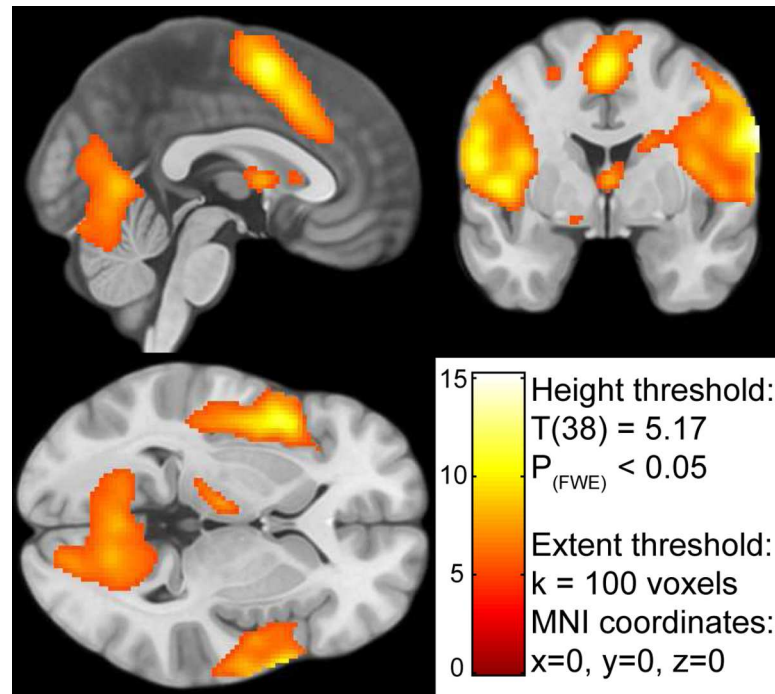 15
10
5
0
Height threshold:
T(38) = 5.17
P(FWE) < 0.05
Extent threshold:
k = 100 voxels
MNI coordinates:
x=0, y=0, z=0